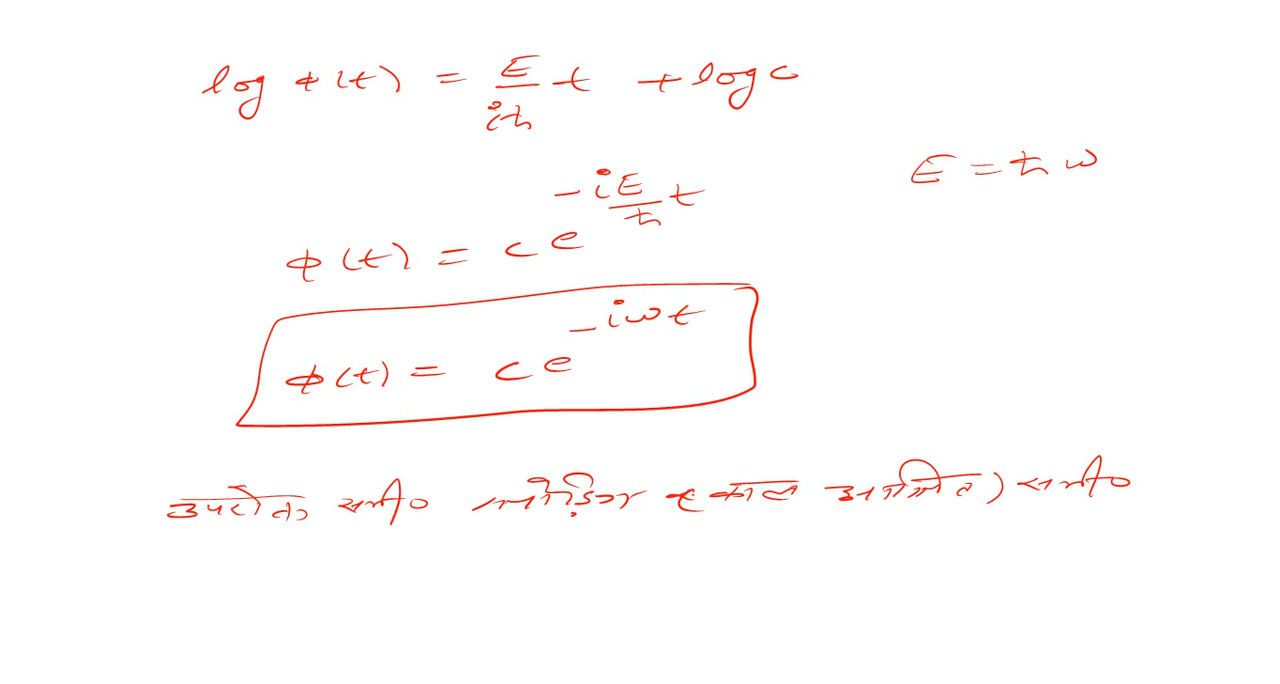 log ϕ(t) = E/iħ t + log c
E = ħω
ϕ(t) = c e^{-iE/ħ t}
ϕ(t) = c e^{-iωt}
उपरोक्त समी० श्रोडिंगर (काल आश्रित) समी०